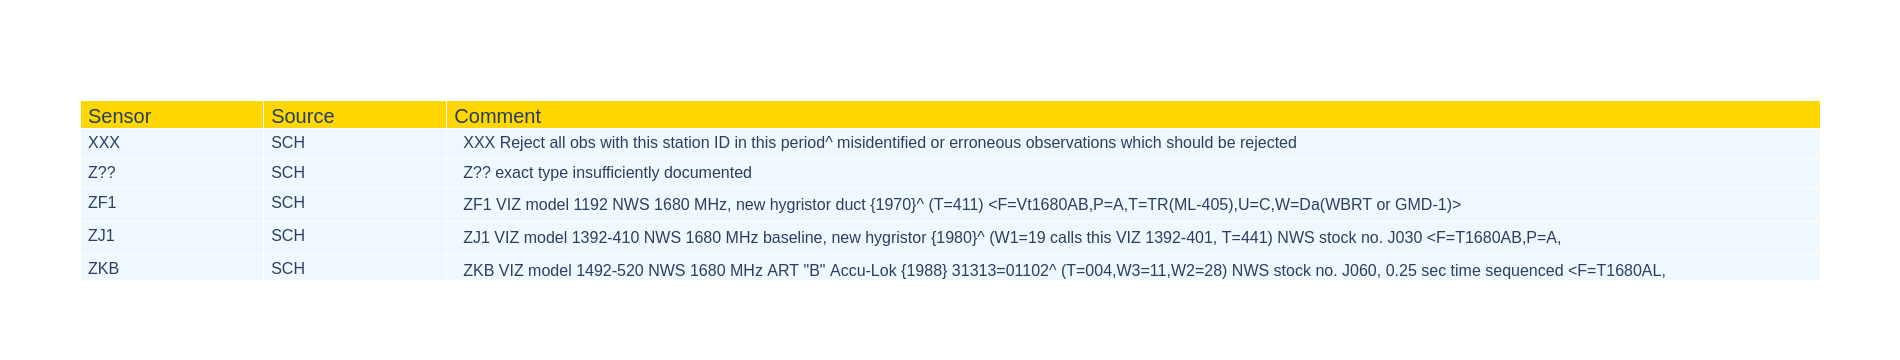 Sensor Source Comment
XXX SCH XXX Reject all obs with this station ID in this period^ misidentified or erroneous observations which should be rejected
Z?? SCH Z?? exact type insufficiently documented
ZF1 SCH ZF1 VIZ model 1192 NWS 1680 MHz, new hygristor duct {1970}^ (T=411) <F=Vt1680AB,P=A,T=TR(ML-405),U=C,W=Da(WBRT or GMD-1)>
ZJ1 SCH ZJ1 VIZ model 1392-410 NWS 1680 MHz baseline, new hygristor {1980}^ (W1=19 calls this VIZ 1392-401, T=441) NWS stock no. J030 <F=T1680AB,P=A,
ZKB SCH ZKB VIZ model 1492-520 NWS 1680 MHz ART "B" Accu-Lok {1988} 31313=01102^ (T=004,W3=11,W2=28) NWS stock no. J060, 0.25 sec time sequenced <F=T1680AL,